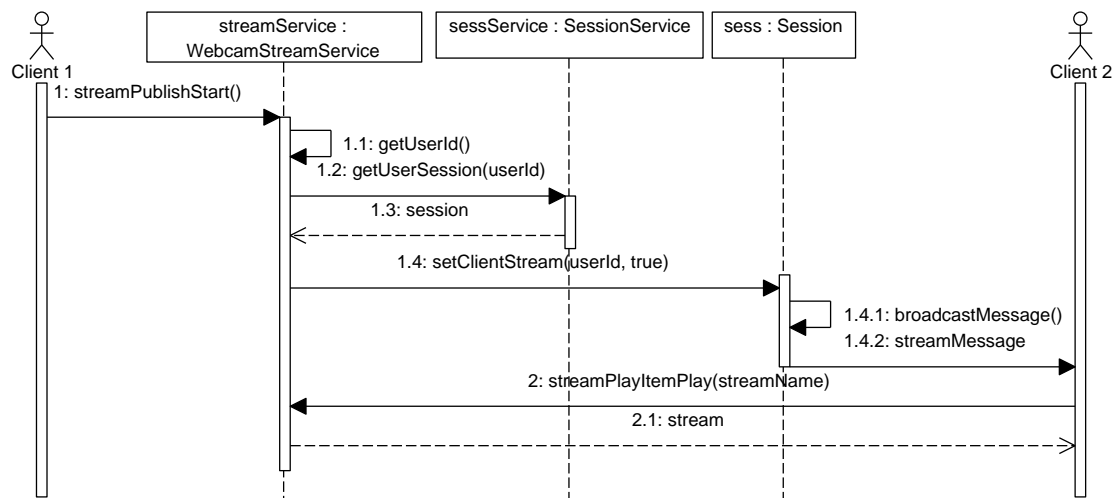 streamService :
WebcamStreamService
sessService : SessionService
sess : Session
Client 1
Client 2
1: streamPublishStart()
1.1: getUserId()
1.2: getUserSession(userId)
1.3: session
1.4: setClientStream(userId, true)
1.4.1: broadcastMessage()
1.4.2: streamMessage
2: streamPlayItemPlay(streamName)
2.1: stream